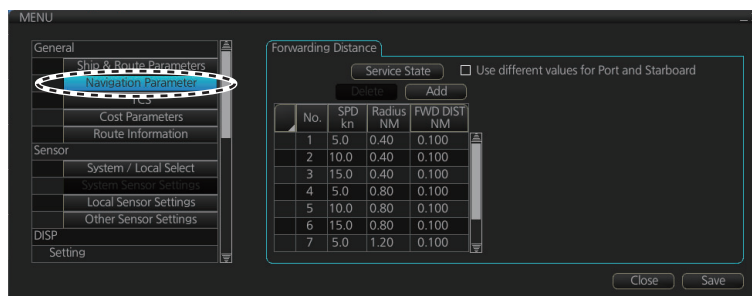 MENU
General
Ship & Route Parameters
Navigation Parameter
TCS
Cost Parameters
Route Information
Sensor
System / Local Select
System Sensor Settings
Local Sensor Settings
Other Sensor Settings
DISP
Setting
Forwarding Distance
Service State Use different values for Port and Starboard
Delete Add
No. SPD kn Radius NM FWD DIST NM
1 5.0 0.40 0.100
2 10.0 0.40 0.100
3 15.0 0.40 0.100
4 5.0 0.80 0.100
5 10.0 0.80 0.100
6 15.0 0.80 0.100
7 5.0 1.20 0.100
Close Save